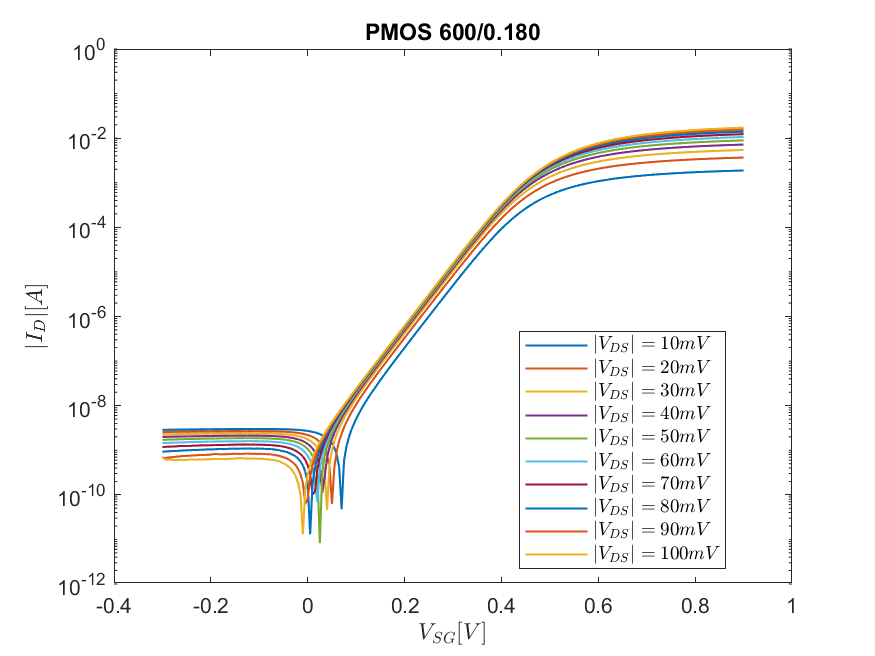 PMOS 600/0.180
10^0
10^-2
10^-4
10^-6
10^-8
10^-10
10^-12
|I_D|[A]
-0.4 -0.2 0 0.2 0.4 0.6 0.8 1
V_SG[V]
|V_DS| = 10mV
|V_DS| = 20mV
|V_DS| = 30mV
|V_DS| = 40mV
|V_DS| = 50mV
|V_DS| = 60mV
|V_DS| = 70mV
|V_DS| = 80mV
|V_DS| = 90mV
|V_DS| = 100mV